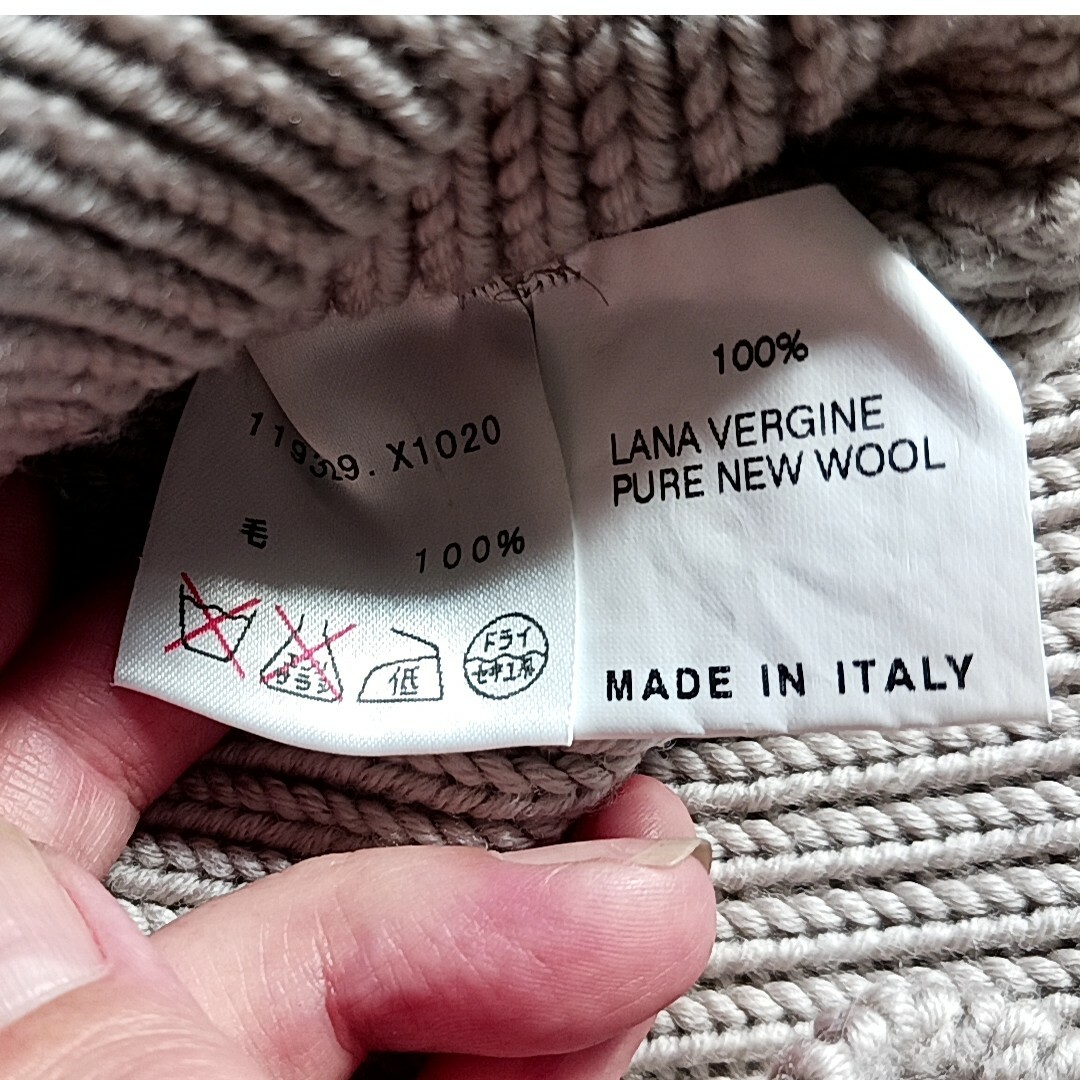 11929.X1020
毛 100%
低
ドライ
セキユ系
100%
LANA VERGINE
PURE NEW WOOL
MADE IN ITALY